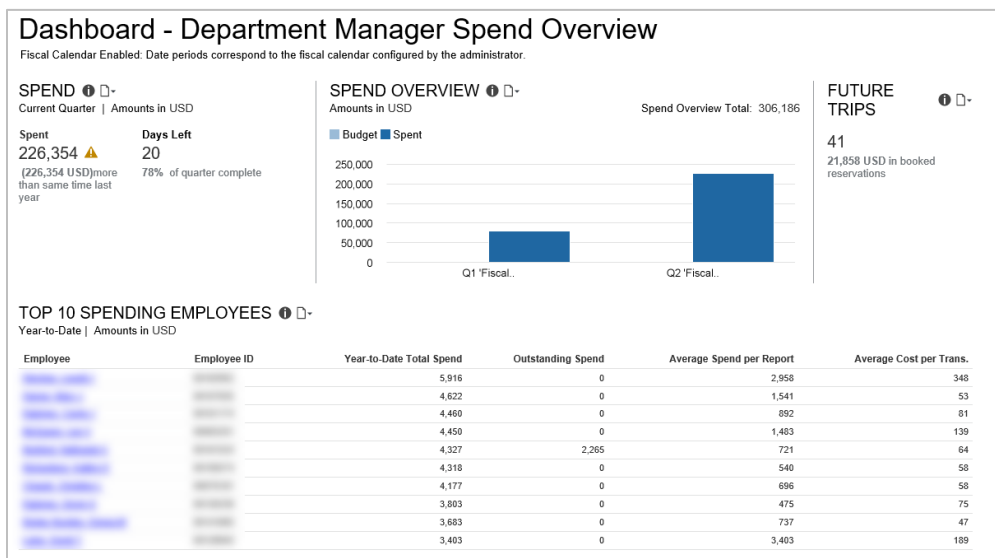 Dashboard - Department Manager Spend Overview
Fiscal Calendar Enabled: Date periods correspond to the fiscal calendar configured by the administrator.
SPEND
Current Quarter | Amounts in USD
Spent Days Left
226,354 20
(226,354 USD)more 78% of quarter complete
than same time last
year
SPEND OVERVIEW
Amounts in USD Spend Overview Total: 306,186
Budget Spent
250,000
200,000
150,000
100,000
50,000
0
Q1 'Fiscal.. Q2 'Fiscal..
FUTURE
TRIPS
41
21,858 USD in booked
reservations
TOP 10 SPENDING EMPLOYEES
Year-to-Date | Amounts in USD
Employee Employee ID Year-to-Date Total Spend Outstanding Spend Average Spend per Report Average Cost per Trans.
5,916 0 2,958 348
4,622 0 1,541 53
4,460 0 892 81
4,450 0 1,483 139
4,327 2,265 721 64
4,318 0 540 58
4,177 0 696 58
3,803 0 475 75
3,683 0 737 47
3,403 0 3,403 189